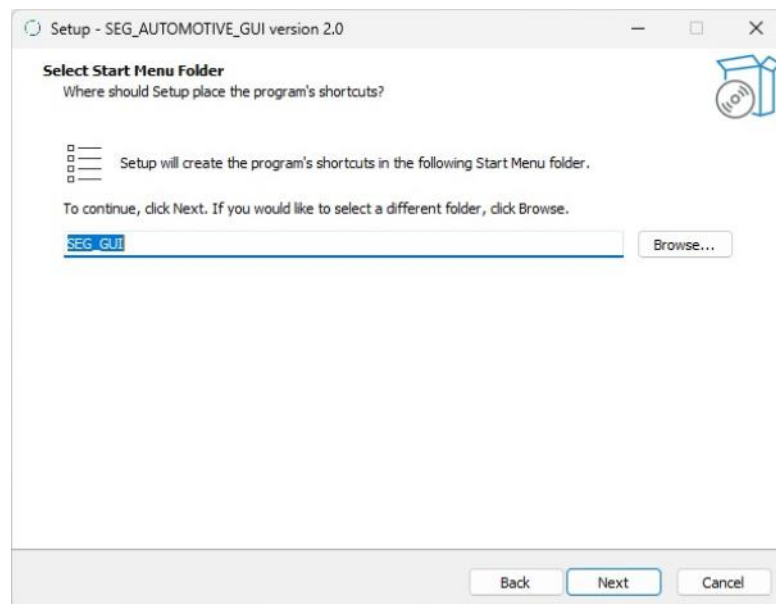 Setup - SEG_AUTOMOTIVE_GUI version 2.0
Select Start Menu Folder
Where should Setup place the program's shortcuts?
Setup will create the program's shortcuts in the following Start Menu folder.
To continue, click Next. If you would like to select a different folder, click Browse.
SEG_GUI
Browse...
Back
Next
Cancel